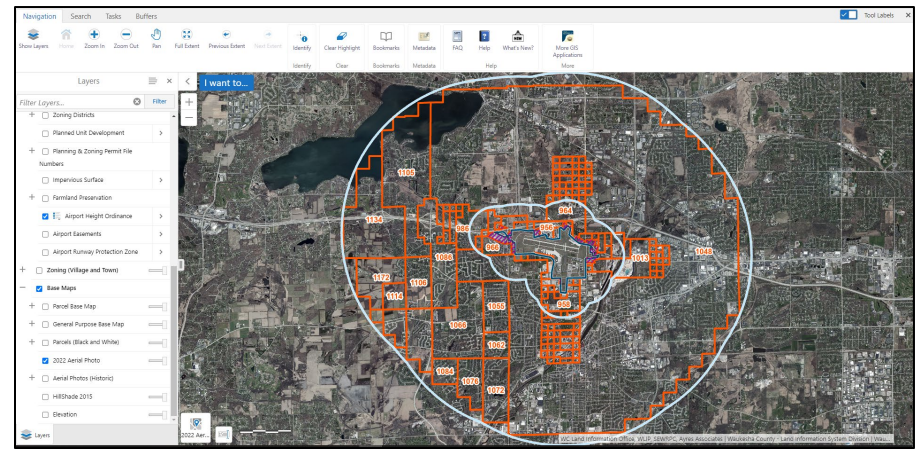 Navigation Search Tasks Buffers Tool Labels ×
Show Layers Home Zoom In Zoom Out Pan Full Extent Previous Extent Next Extent Identify Clear Highlight Bookmarks Metadata FAQ Help What's New? More GIS Applications
Identify Clear Bookmarks Metadata Help More
Layers
I want to...
Filter Layers... Filter
Zoning Districts
Planned Unit Development
Planning & Zoning Permit File
Numbers
Impervious Surface
Farmland Preservation
Airport Height Ordinance
Airport Easements
Airport Runway Protection Zone
Zoning (Village and Town)
Base Maps
Parcel Base Map
General Purpose Base Map
Parcels (Black and White)
2022 Aerial Photo
Aerial Photos (Historic)
HillShade 2015
Elevation
Layers
1105
1134
964
986
956
966
1048
1086
1013
1172
1106
1114
1055
958
1066
1062
1084
1076
1072
2022 Aer...
WC Land Information Office, WLIP, SEWRPC, Ayres Associates | Waukesha County - Land Information System Division | Wau...